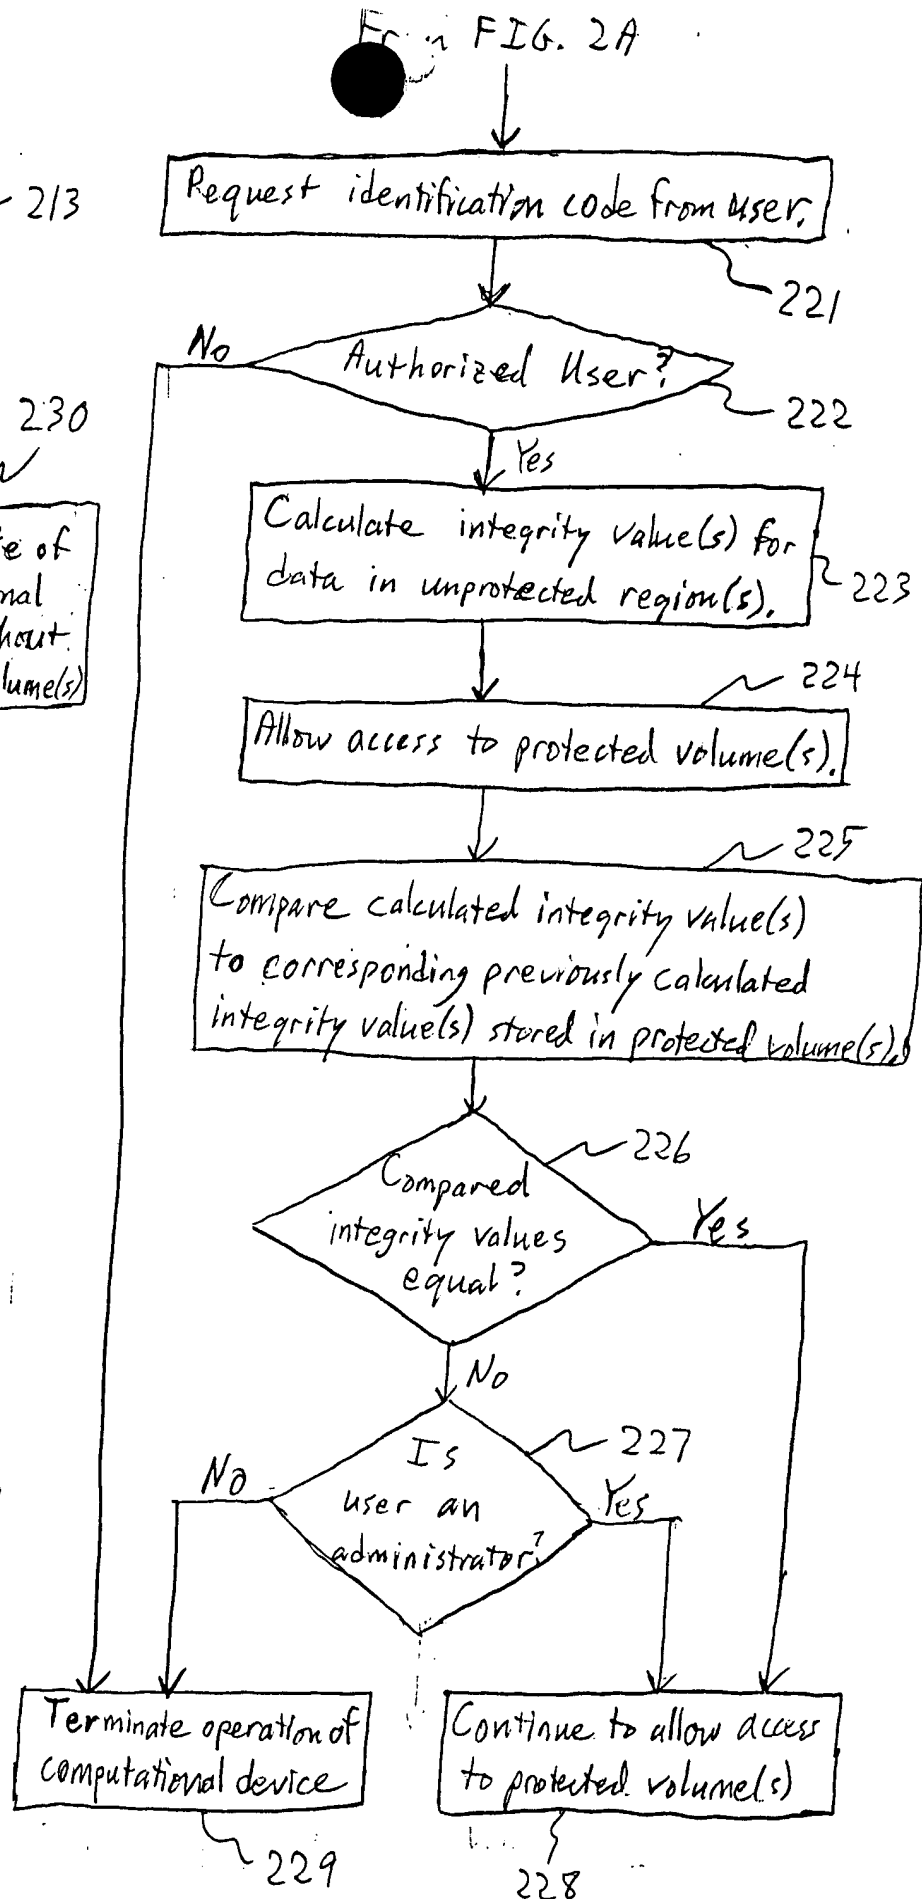 FIG. 2A
213
Request identification code from user.
221
Authorized User?
No
222
Yes
230
of
Calculate integrity value(s) for
data in unprotected region(s).
223
224
Allow access to protected volume(s).
225
Compare calculated integrity value(s)
to corresponding previously calculated
integrity value(s) stored in protected volume(s).
226
Compared
integrity values
equal?
Yes
No
227
Is
user an
administrator?
No
Yes
Terminate operation of
computational device
229
Continue to allow access
to protected volume(s)
228